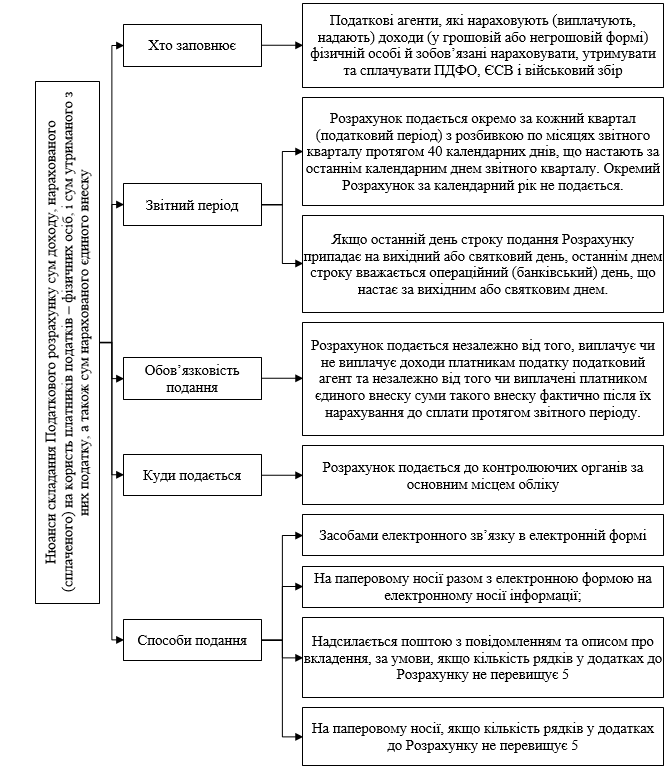 Нюанси складання Податкового розрахунку сум доходу, нарахованого
(сплаченого) на користь платників податків – фізичних осіб, і сум утриманого з
них податку, а також сум нарахованого єдиного внеску
Хто заповнює
Податкові агенти, які нараховують (виплачують,
надають) доходи (у грошовій або негрошовій формі)
фізичній особі й зобов’язані нараховувати, утримувати
та сплачувати ПДФО, ЄСВ і військовий збір
Звітний період
Розрахунок подається окремо за кожний квартал
(податковий період) з розбивкою по місяцях звітного
кварталу протягом 40 календарних днів, що настають за
останнім календарним днем звітного кварталу. Окремий
Розрахунок за календарний рік не подається.
Якщо останній день строку подання Розрахунку
припадає на вихідний або святковий день, останнім днем
строку вважається операційний (банківський) день, що
настає за вихідним або святковим днем.
Обов’язковість
подання
Розрахунок подається незалежно від того, виплачує чи
не виплачує доходи платникам податку податковий
агент та незалежно від того чи виплачені платником
єдиного внеску суми такого внеску фактично після їх
нарахування до сплати протягом звітного періоду.
Куди подається
Розрахунок подається до контролюючих органів за
основним місцем обліку
Способи подання
Засобами електронного зв’язку в електронній формі
На паперовому носії разом з електронною формою на
електронному носії інформації;
Надсилається поштою з повідомленням та описом про
вкладення, за умови, якщо кількість рядків у додатках до
Розрахунку не перевищує 5
На паперовому носії, якщо кількість рядків у додатках
до Розрахунку не перевищує 5